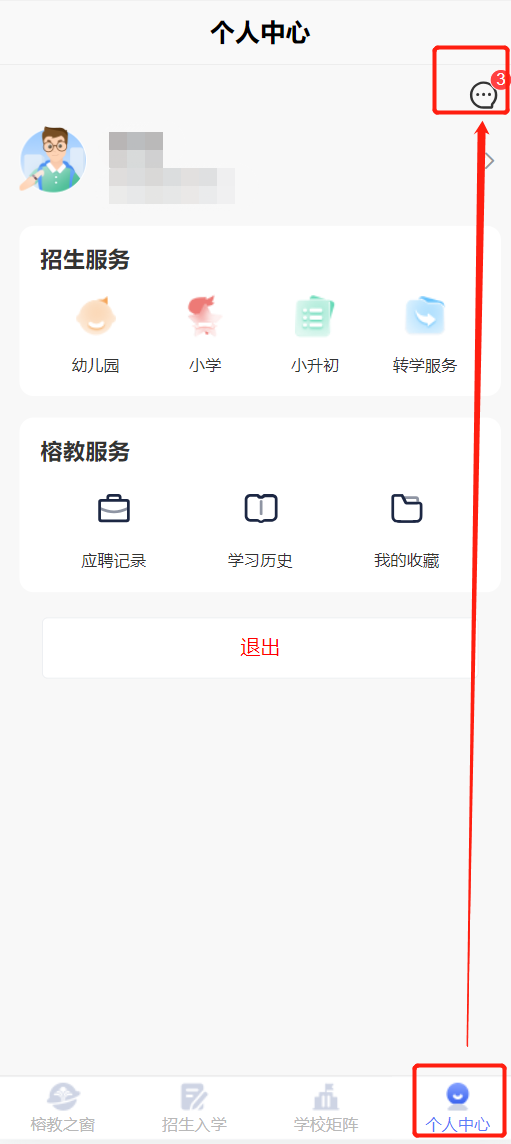 个人中心
3
招生服务
幼儿园 小学 小升初 转学服务
榕教服务
应聘记录 学习历史 我的收藏
退出
榕教之窗 招生入学 学校矩阵 个人中心